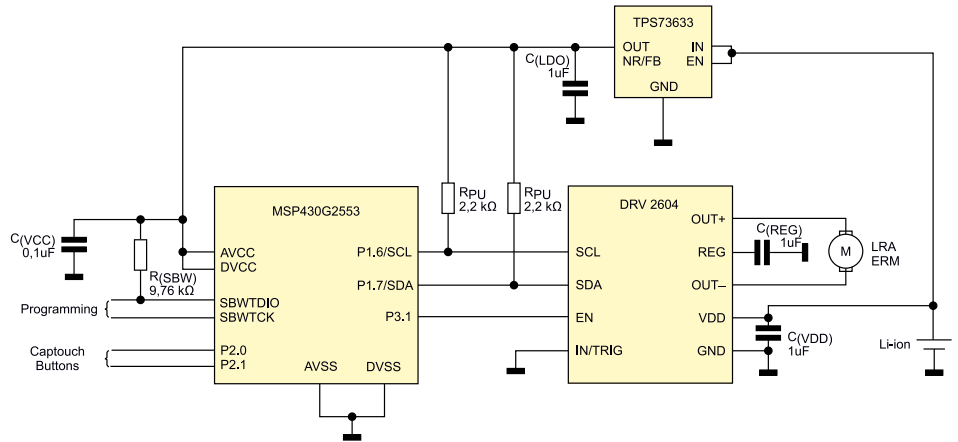 TPS73633
OUT
NR/FB
IN
EN
GND
C(LDO)
1uF
RPU
2,2 kΩ
RPU
2,2 kΩ
MSP430G2553
AVCC
DVCC
SBWTDIO
SBWTCK
P2.0
P2.1
P1.6/SCL
P1.7/SDA
P3.1
AVSS
DVSS
C(VCC)
0,1uF
R(SBW)
9,76 kΩ
Programming
Captouch
Buttons
DRV 2604
SCL
SDA
EN
IN/TRIG
OUT+
REG
OUT–
VDD
GND
C(REG)
1uF
M
LRA
ERM
C(VDD)
1uF
Li-ion